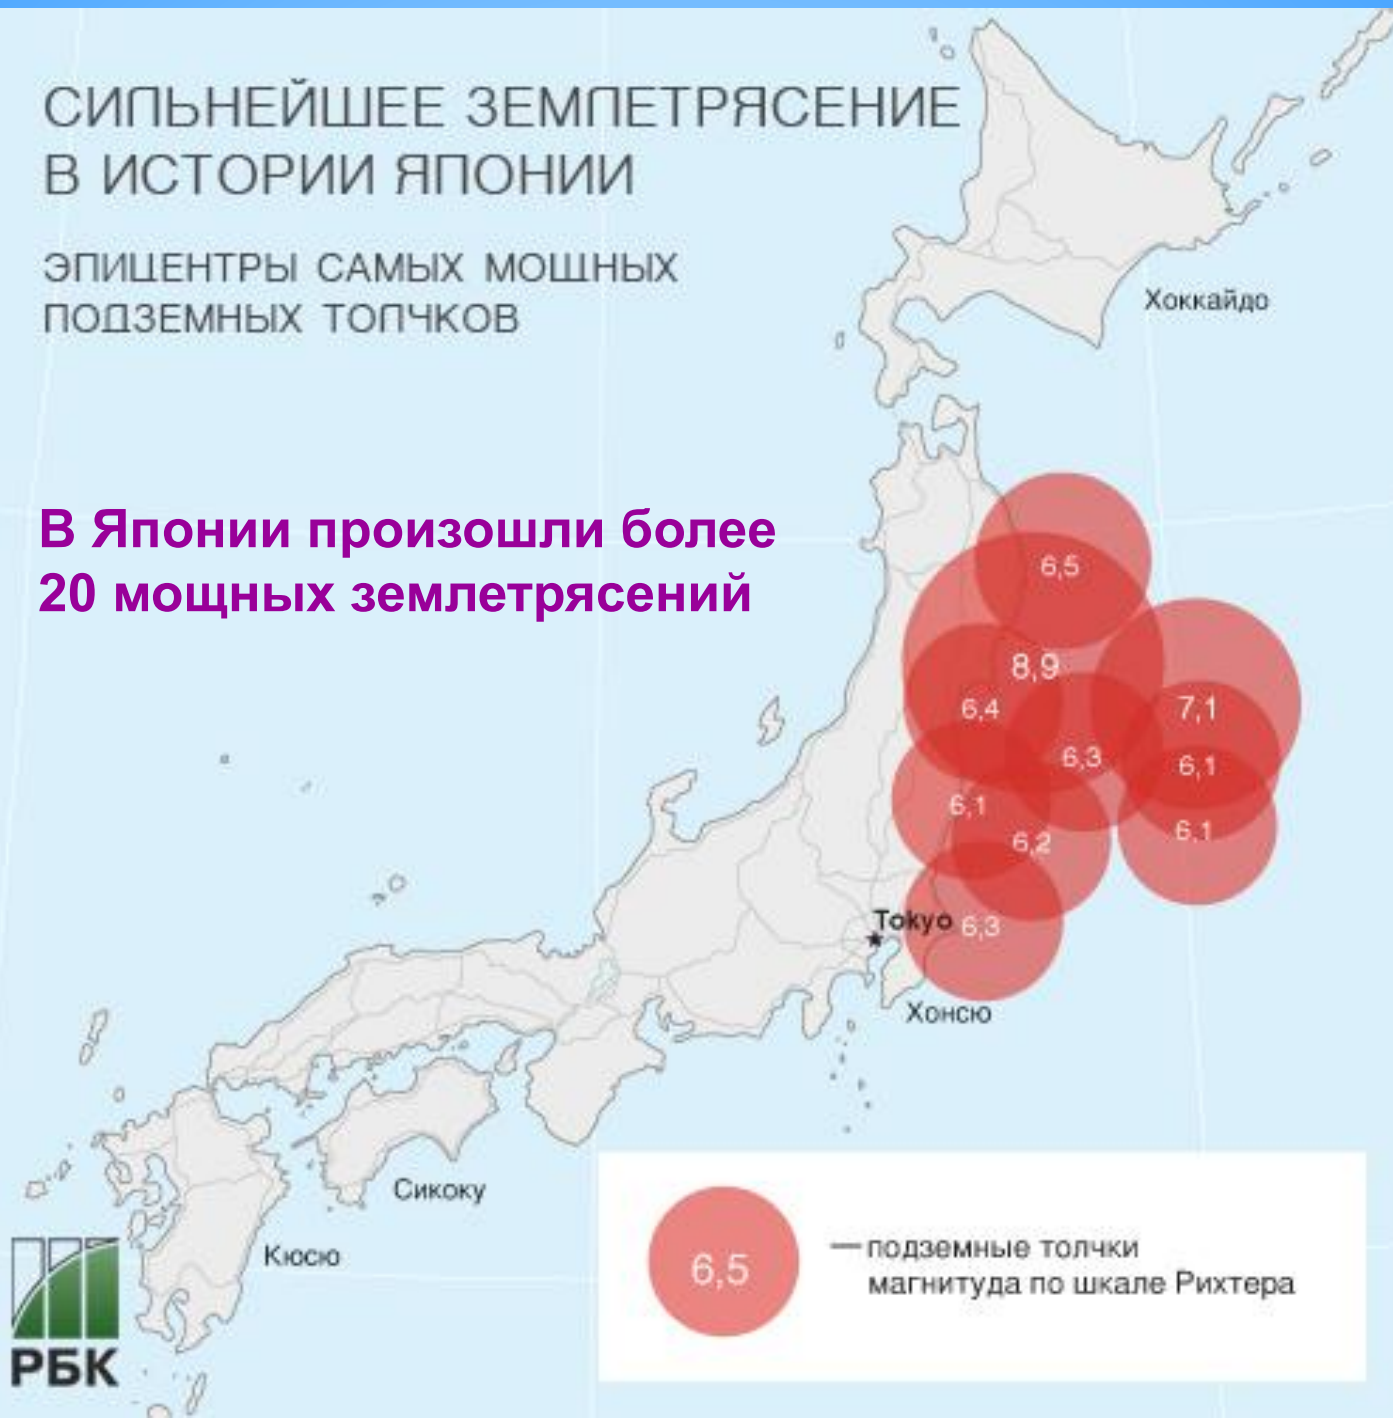 СИЛЬНЕЙШЕЕ ЗЕМЛЕТРЯСЕНИЕ
В ИСТОРИИ ЯПОНИИ
ЭПИЦЕНТРЫ САМЫХ МОЩНЫХ
ПОДЗЕМНЫХ ТОЛЧКОВ
Хоккайдо
В Японии произошли более
20 мощных землетрясений
6,5
8,9
6,4
7,1
6,3
6,1
6,1
6,2
6,1
Tokyo
6,3
Хонсю
Сикоку
Кюсю
6,5
— подземные толчки
магнитуда по шкале Рихтера
РБК